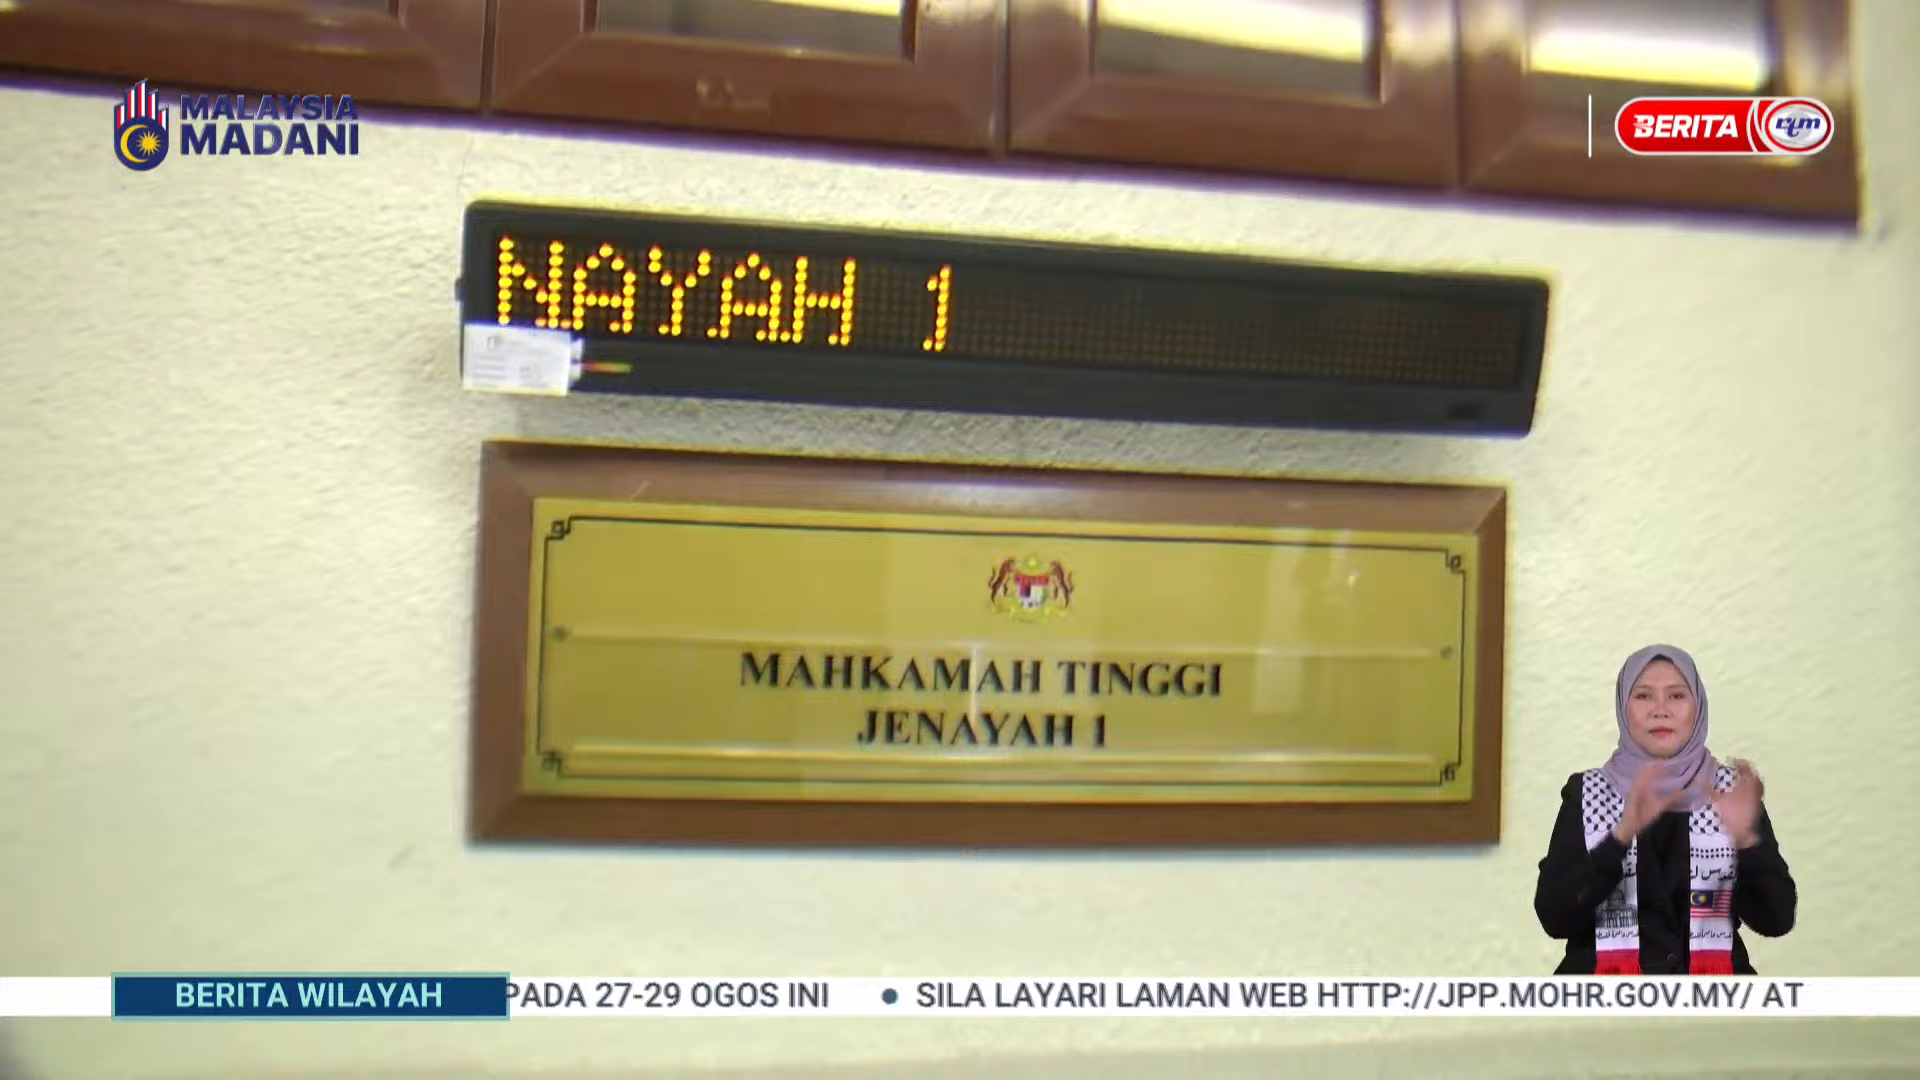 MALAYSIA
MADANI
BERITA rtm
NAYAH 1
MAHKAMAH TINGGI
JENAYAH 1
BERITA WILAYAH
PADA 27-29 OGOS INI • SILA LAYARI LAMAN WEB HTTP://JPP.MOHR.GOV.MY/ AT